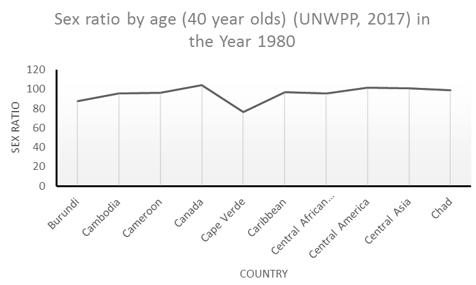 Sex ratio by age (40 year olds) (UNWPP, 2017) in
the Year 1980
120
100
80
60
40
20
0
SEX RATIO
Burundi
Cambodia
Cameroon
Canada
Cape Verde
Caribbean
Central African...
Central America
Central Asia
Chad
COUNTRY